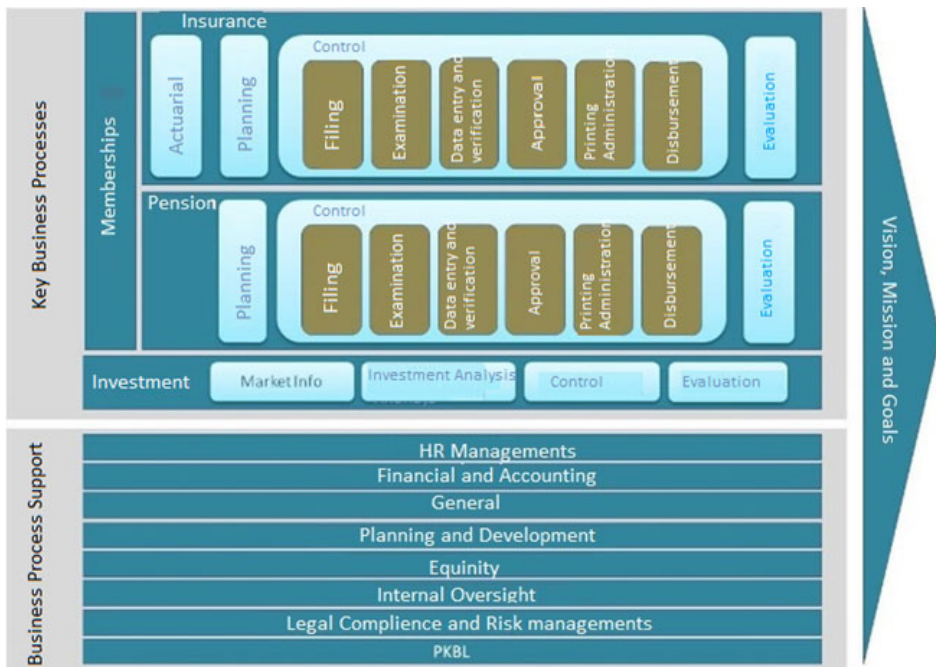 Key Business Processes
Memberships
Insurance
Actuarial
Planning
Control
Filing
Examination
Data entry and
verification
Approval
Printing
Administration
Disbursement
Evaluation
Pension
Planning
Control
Filing
Examination
Data entry and
verification
Approval
Printing
Administration
Disbursement
Evaluation
Investment
Market Info
Investment Analysis
Control
Evaluation
Business Process Support
HR Managements
Financial and Accounting
General
Planning and Development
Equinity
Internal Oversight
Legal Complience and Risk managements
PKBL
Vision, Mission and Goals